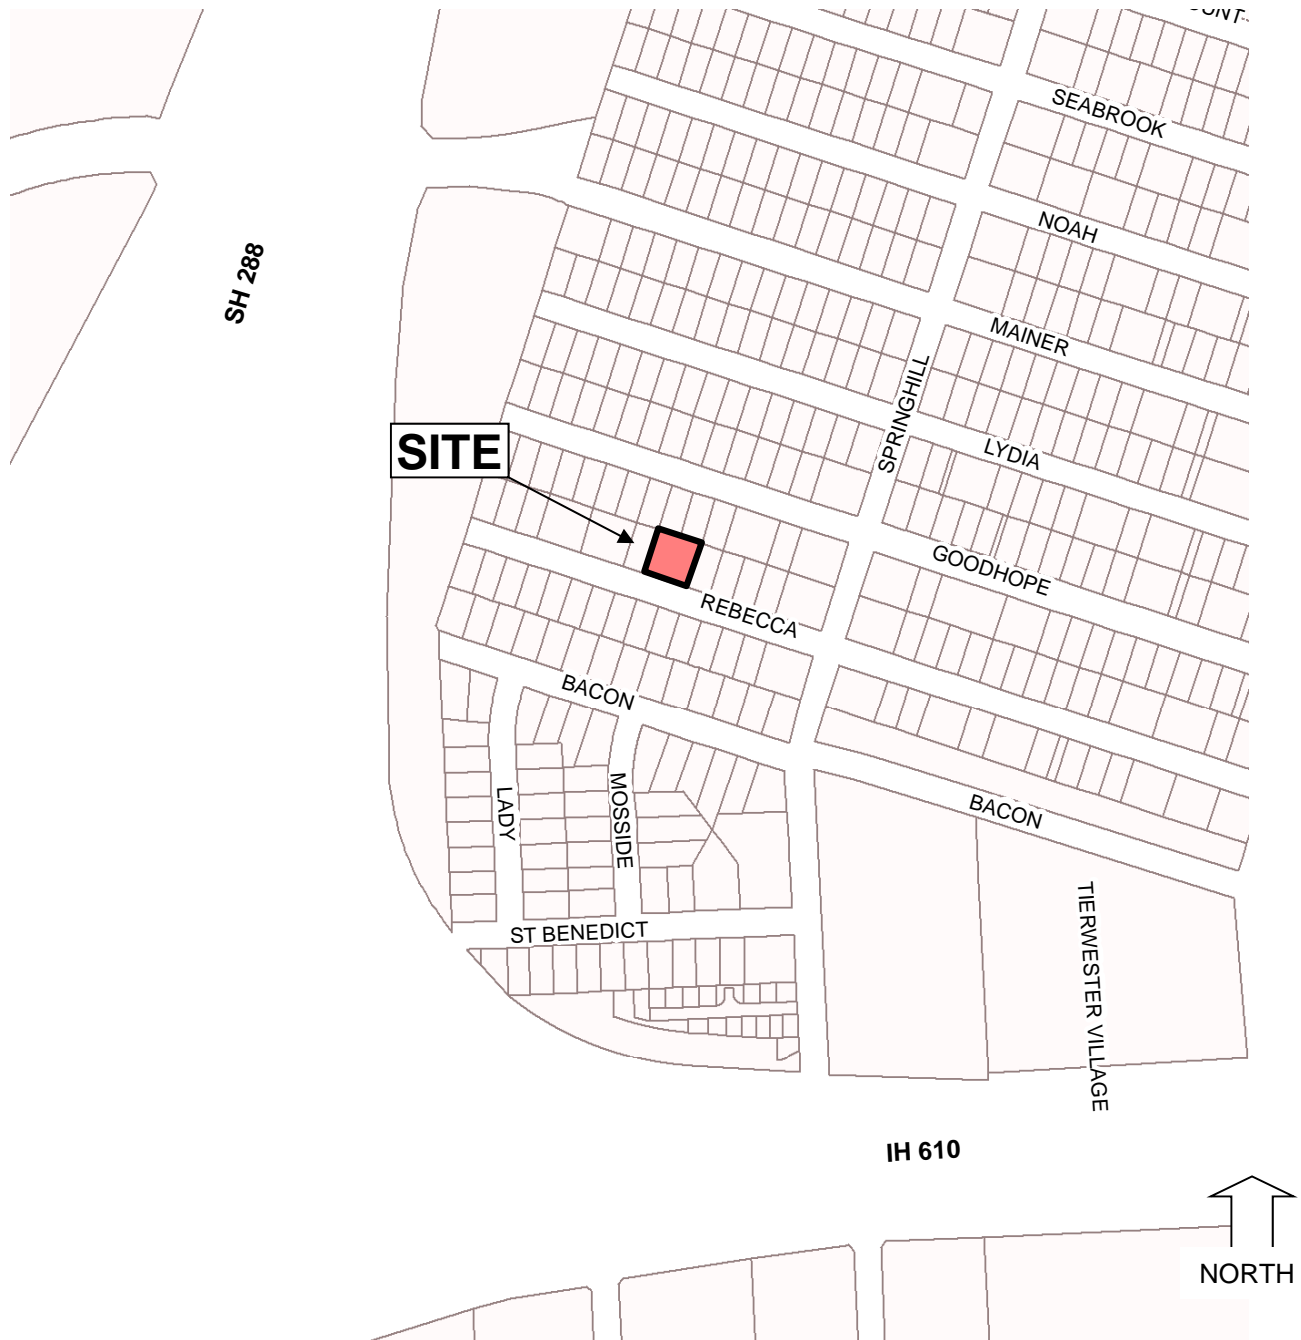 SEABROOK
NOAH
SH 288
MAINER
SPRINGHILL
LYDIA
SITE
GOODHOPE
REBECCA
BACON
LADY
MOSSIDE
BACON
TIERWESTER VILLAGE
ST BENEDICT
IH 610
NORTH